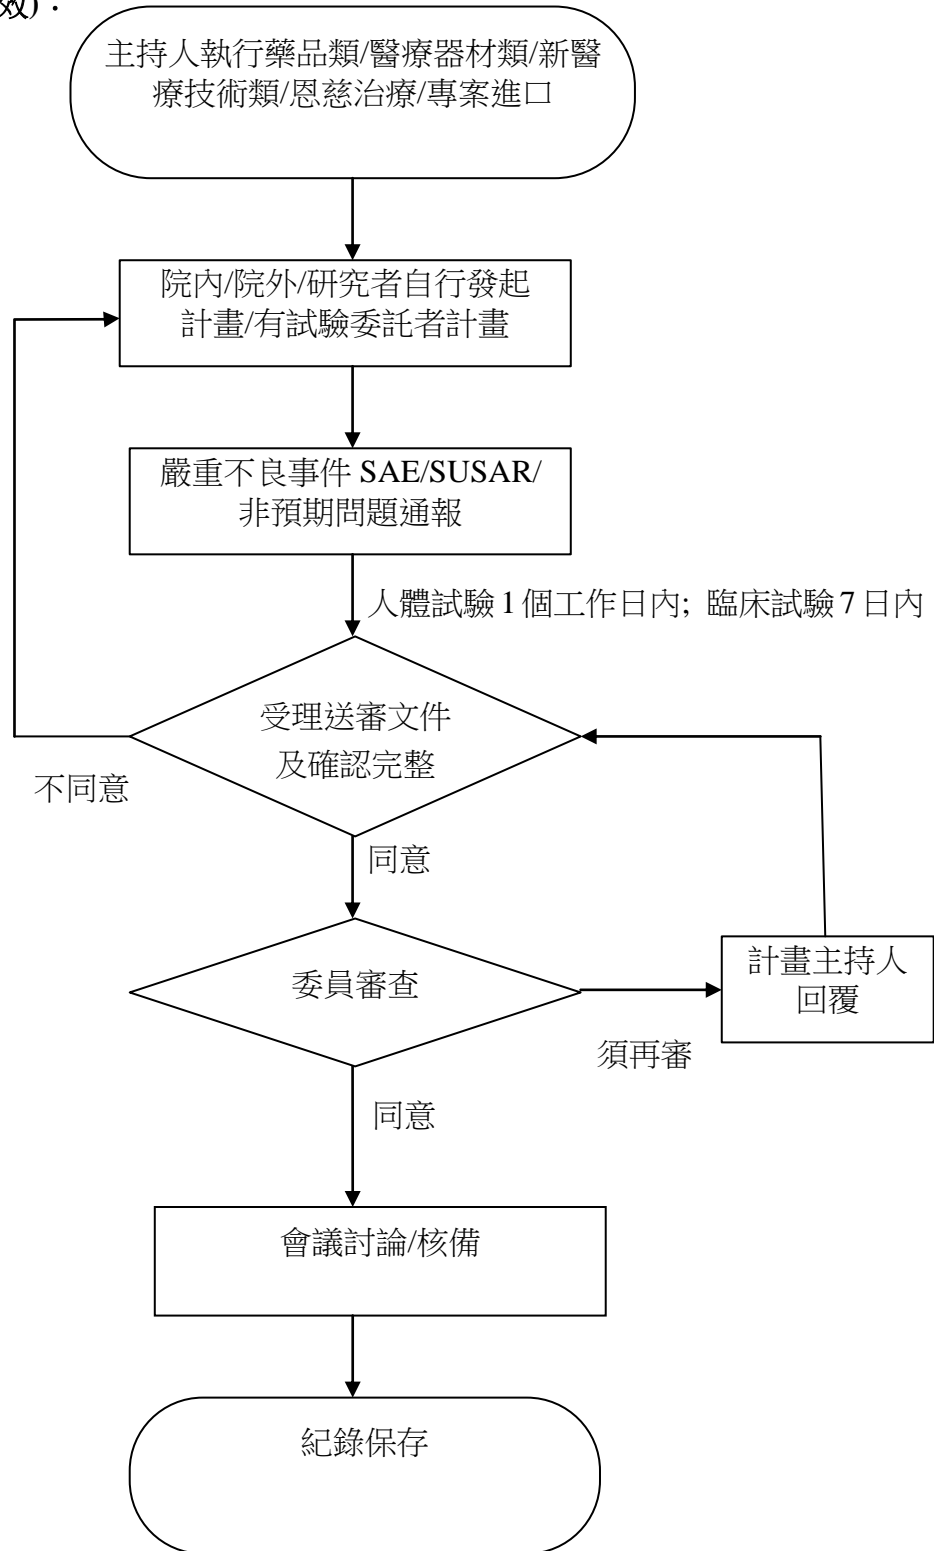 效)：
主持人執行藥品類/醫療器材類/新醫
療技術類/恩慈治療/專案進口
院內/院外/研究者自行發起
計畫/有試驗委託者計畫
嚴重不良事件 SAE/SUSAR/
非預期問題通報
人體試驗 1 個工作日內; 臨床試驗 7 日內
受理送審文件
及確認完整
不同意
同意
委員審查
計畫主持人
回覆
須再審
同意
會議討論/核備
紀錄保存